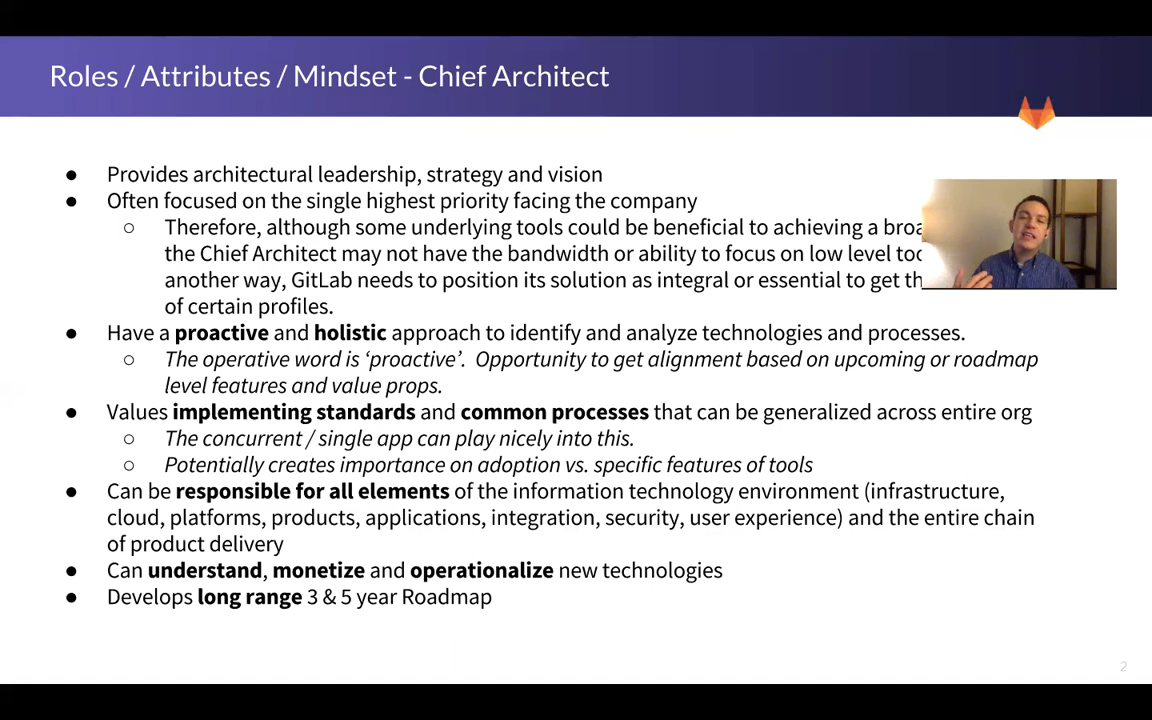 Roles / Attributes / Mindset - Chief Architect
● Provides architectural leadership, strategy and vision
● Often focused on the single highest priority facing the company
○ Therefore, although some underlying tools could be beneficial to achieving a
the Chief Architect may not have the bandwidth or ability to focus on low level
another way, GitLab needs to position its solution as integral or essential to get
of certain profiles.
● Have a proactive and holistic approach to identify and analyze technologies and processes.
○ The operative word is ‘proactive’.  Opportunity to get alignment based on upcoming or roadmap
level features and value props.
● Values implementing standards and common processes that can be generalized across entire org
○ The concurrent / single app can play nicely into this.
○ Potentially creates importance on adoption vs. specific features of tools
● Can be responsible for all elements of the information technology environment (infrastructure,
cloud, platforms, products, applications, integration, security, user experience) and the entire chain
of product delivery
● Can understand, monetize and operationalize new technologies
● Develops long range 3 & 5 year Roadmap
2